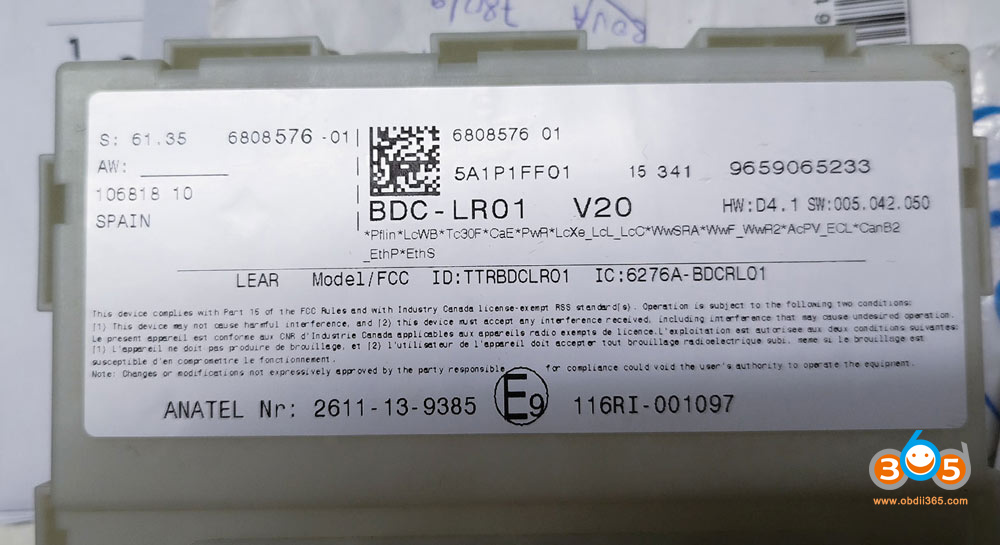 S: 61.35 6808576 -01
AW:
106818 10
SPAIN
6808576 01
5A1P1FF01 15 341 9659065233
BDC-LR01 V20 HW:D4.1 SW:005.042.050
*Pflin*LcWB*Tc30F*CaE*PwR*LcXe_LcL_LcC*WwSRA*WwF_WwR2*AcPV_ECL*CanB2
_EthP*EthS
LEAR Model/FCC ID:TTRBDCLR01 IC:6276A-BDCRL01
This device complies with Part 15 of the FCC Rules and with Industry Canada license-exempt RSS standard(s). Operation is subject to the following two conditions:
(1) This device may not cause harmful interference, and (2) this device must accept any interference received, including interference that may cause undesired operation.
Le present appareil est conforme aux CNR d'Industrie Canada applicables aux appareils radio exempts de licence.L'exploitation est autorisee aux deux conditions suivantes:
(1) l'appareil ne doit pas produire de brouillage, et (2) l'utilisateur de l'appareil doit accepter tout brouillage radioelectrique subi, meme si le brouillage est
susceptible d'en compromettre le fonctionnement.
Note: Changes or modifications not expressively approved by the party responsible for compliance could void the user's authority to operate the equipment.
ANATEL Nr: 2611-13-9385 E9 116RI-001097
365
www.obdii365.com